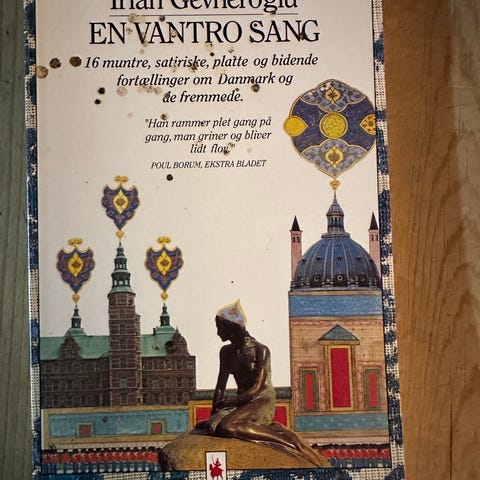 Irfan Gevheroglu
EN VANTRO SANG
16 muntre, satiriske, platte og bidende
fortællinger om Danmark og
de fremmede.
"Han rammer plet gang på
gang, man griner og bliver
lidt flov."
POUL BORUM, EKSTRA BLADET